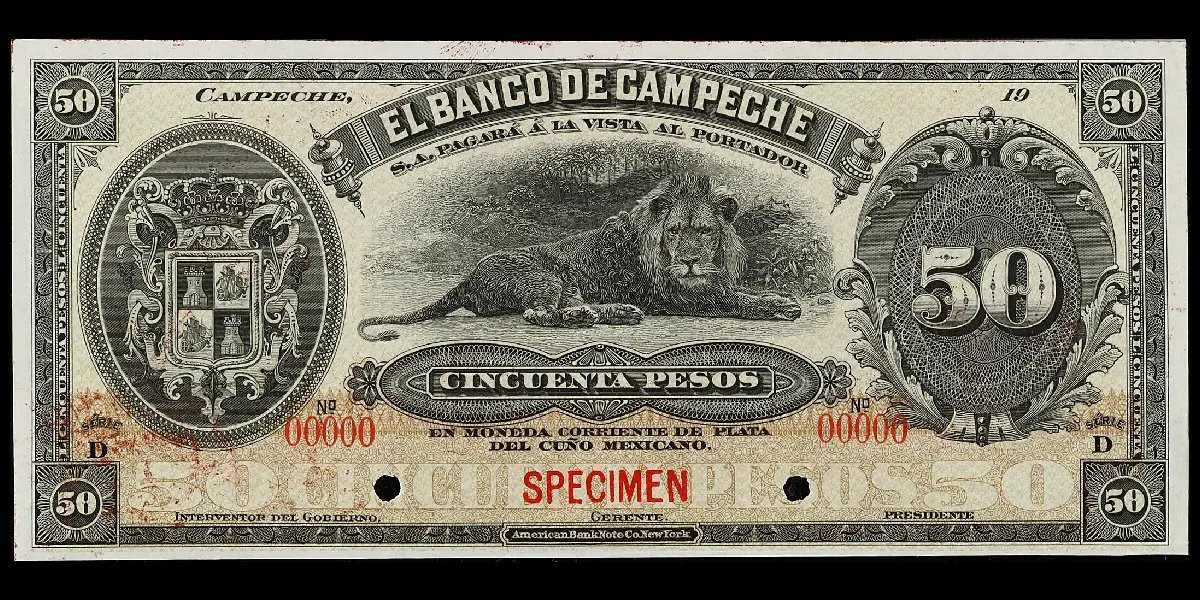 50
50
CAMPECHE,
EL BANCO DE CAMPECHE
19
S.A. PAGARÁ Á LA VISTA AL PORTADOR
50
CINCUENTA PESOS
Nº
00000
Nº
00000
SÉRIE
D
SÉRIE
D
EN MONEDA CORRIENTE DE PLATA
DEL CUÑO MEXICANO.
SPECIMEN
50
50
INTERVENTOR DEL GOBIERNO.
GERENTE.
PRESIDENTE
American Bank Note Co. New York.